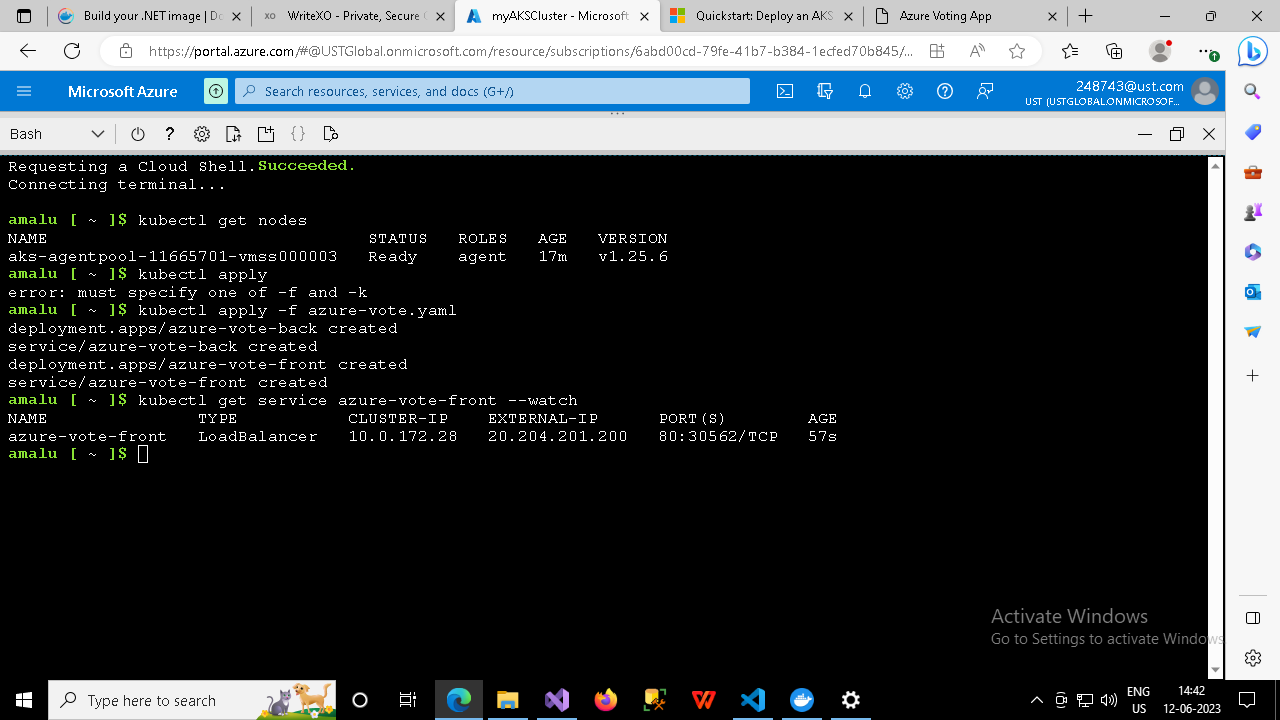 Build your .NET image | Do
WriteXO - Private, Secure O
myAKSCluster - Microsoft
Quickstart: Deploy an AKS
Azure Voting App
https://portal.azure.com/#@USTGlobal.onmicrosoft.com/resource/subscriptions/6abd00cd-79fe-41b7-b384-1ecfed70b845/...
Microsoft Azure
Search resources, services, and docs (G+/)
248743@ust.com
UST (USTGLOBAL.ONMICROSOF...
Bash
Requesting a Cloud Shell.Succeeded.
Connecting terminal...
amalu [ ~ ]$ kubectl get nodes
NAME STATUS ROLES AGE VERSION
aks-agentpool-11665701-vmss000003 Ready agent 17m v1.25.6
amalu [ ~ ]$ kubectl apply
error: must specify one of -f and -k
amalu [ ~ ]$ kubectl apply -f azure-vote.yaml
deployment.apps/azure-vote-back created
service/azure-vote-back created
deployment.apps/azure-vote-front created
service/azure-vote-front created
amalu [ ~ ]$ kubectl get service azure-vote-front --watch
NAME TYPE CLUSTER-IP EXTERNAL-IP PORT(S) AGE
azure-vote-front LoadBalancer 10.0.172.28 20.204.201.200 80:30562/TCP 57s
amalu [ ~ ]$
Activate Windows
Go to Settings to activate Windows
Type here to search
ENG
US
14:42
12-06-2023